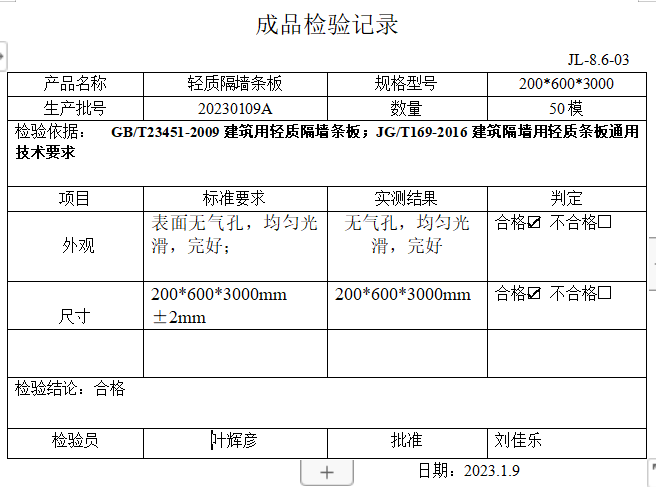 成品检验记录
JL-8.6-03
产品名称 轻质隔墙条板 规格型号 200*600*3000
生产批号 20230109A 数量 50 模
检验依据： GB/T23451-2009 建筑用轻质隔墙条板；JG/T169-2016 建筑隔墙用轻质条板通用
技术要求
项目 标准要求 实测结果 判定
外观 表面无气孔，均匀光 无气孔，均匀光 合格☑ 不合格☐
滑，完好； 滑，完好
尺寸 200*600*3000mm 200*600*3000mm 合格☑ 不合格☐
±2mm
检验结论：合格
检验员 叶辉彦 批准 刘佳乐
日期：2023.1.9